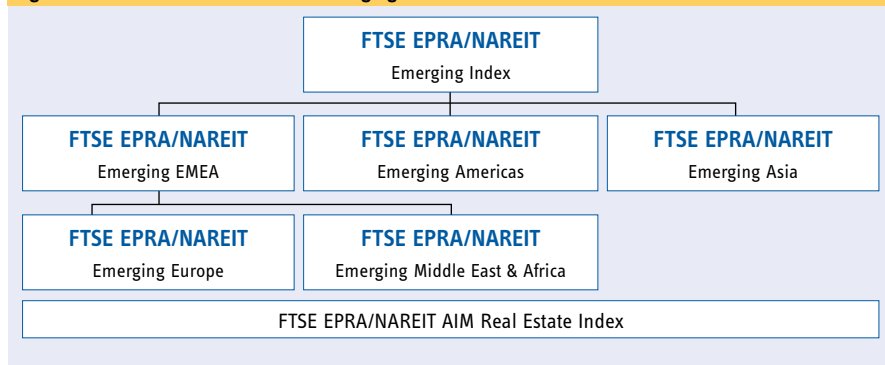 FTSE EPRA/NAREIT
Emerging Index
FTSE EPRA/NAREIT
Emerging EMEA
FTSE EPRA/NAREIT
Emerging Americas
FTSE EPRA/NAREIT
Emerging Asia
FTSE EPRA/NAREIT
Emerging Europe
FTSE EPRA/NAREIT
Emerging Middle East & Africa
FTSE EPRA/NAREIT AIM Real Estate Index